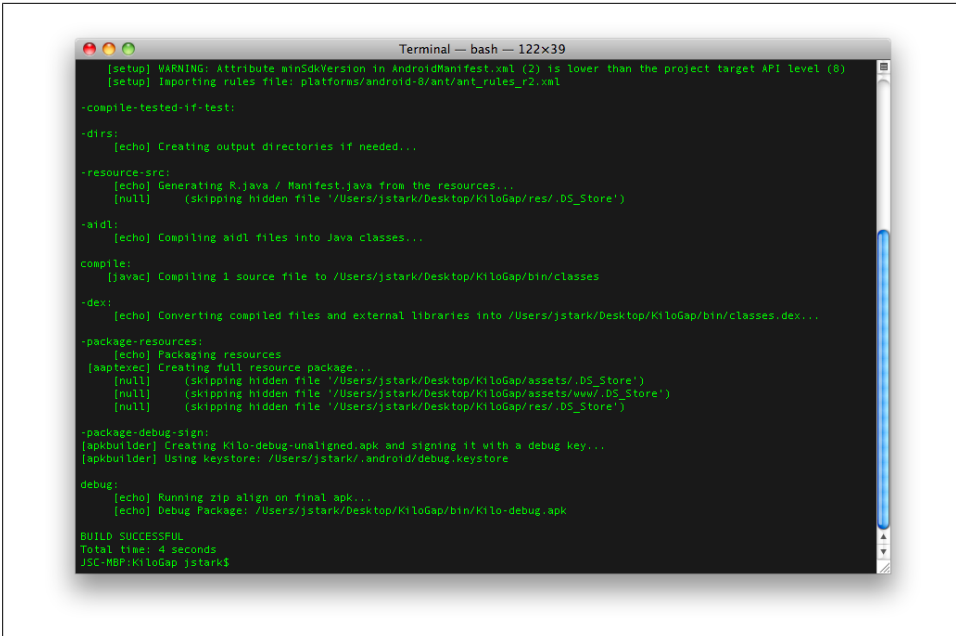 Terminal — bash — 122×39
[setup] WARNING: Attribute minSdkVersion in AndroidManifest.xml (2) is lower than the project target API level (8)
[setup] Importing rules file: platforms/android-8/ant/ant_rules_r2.xml
-compile-tested-if-test:
-dirs:
[echo] Creating output directories if needed...
-resource-src:
[echo] Generating R.java / Manifest.java from the resources...
[null] (skipping hidden file '/Users/jstark/Desktop/KiloGap/res/.DS_Store')
-aidl:
[echo] Compiling aidl files into Java classes...
compile:
[javac] Compiling 1 source file to /Users/jstark/Desktop/KiloGap/bin/classes
-dex:
[echo] Converting compiled files and external libraries into /Users/jstark/Desktop/KiloGap/bin/classes.dex...
-package-resources:
[echo] Packaging resources
[aaptexec] Creating full resource package...
[null] (skipping hidden file '/Users/jstark/Desktop/KiloGap/assets/.DS_Store')
[null] (skipping hidden file '/Users/jstark/Desktop/KiloGap/assets/www/.DS_Store')
[null] (skipping hidden file '/Users/jstark/Desktop/KiloGap/res/.DS_Store')
-package-debug-sign:
[apkbuilder] Creating Kilo-debug-unaligned.apk and signing it with a debug key...
[apkbuilder] Using keystore: /Users/jstark/.android/debug.keystore
debug:
[echo] Running zip align on final apk...
[echo] Debug Package: /Users/jstark/Desktop/KiloGap/bin/Kilo-debug.apk
BUILD SUCCESSFUL
Total time: 4 seconds
JSC-MBP:KiloGap jstark$